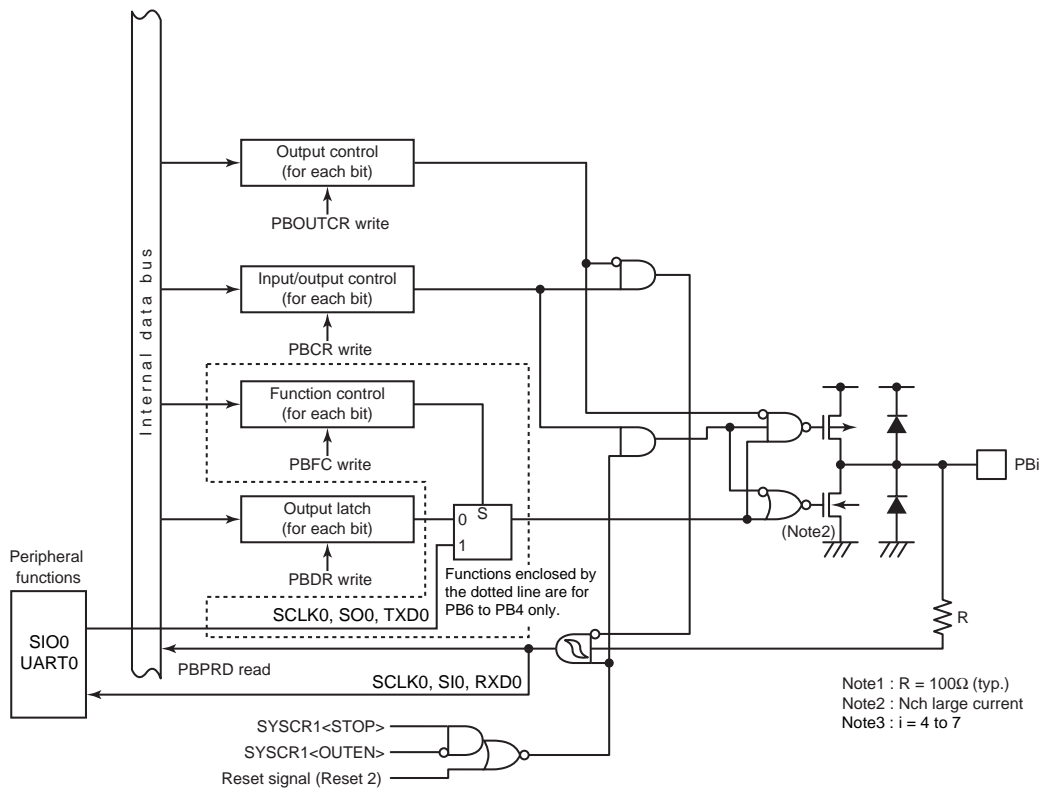 Output control
(for each bit)
PBOUTCR write
Internal data bus
Input/output control
(for each bit)
PBCR write
Function control
(for each bit)
PBFC write
PBi
Output latch
(for each bit)
0
S
1
(Note2)
PBDR write
Functions enclosed by
the dotted line are for
PB6 to PB4 only.
Peripheral
functions
SIO0
UART0
SCLK0, SO0, TXD0
R
PBPRD read
SCLK0, SI0, RXD0
Note1 : R = 100Ω (typ.)
Note2 : Nch large current
Note3 : i = 4 to 7
SYSCR1<STOP>
SYSCR1<OUTEN>
Reset signal (Reset 2)